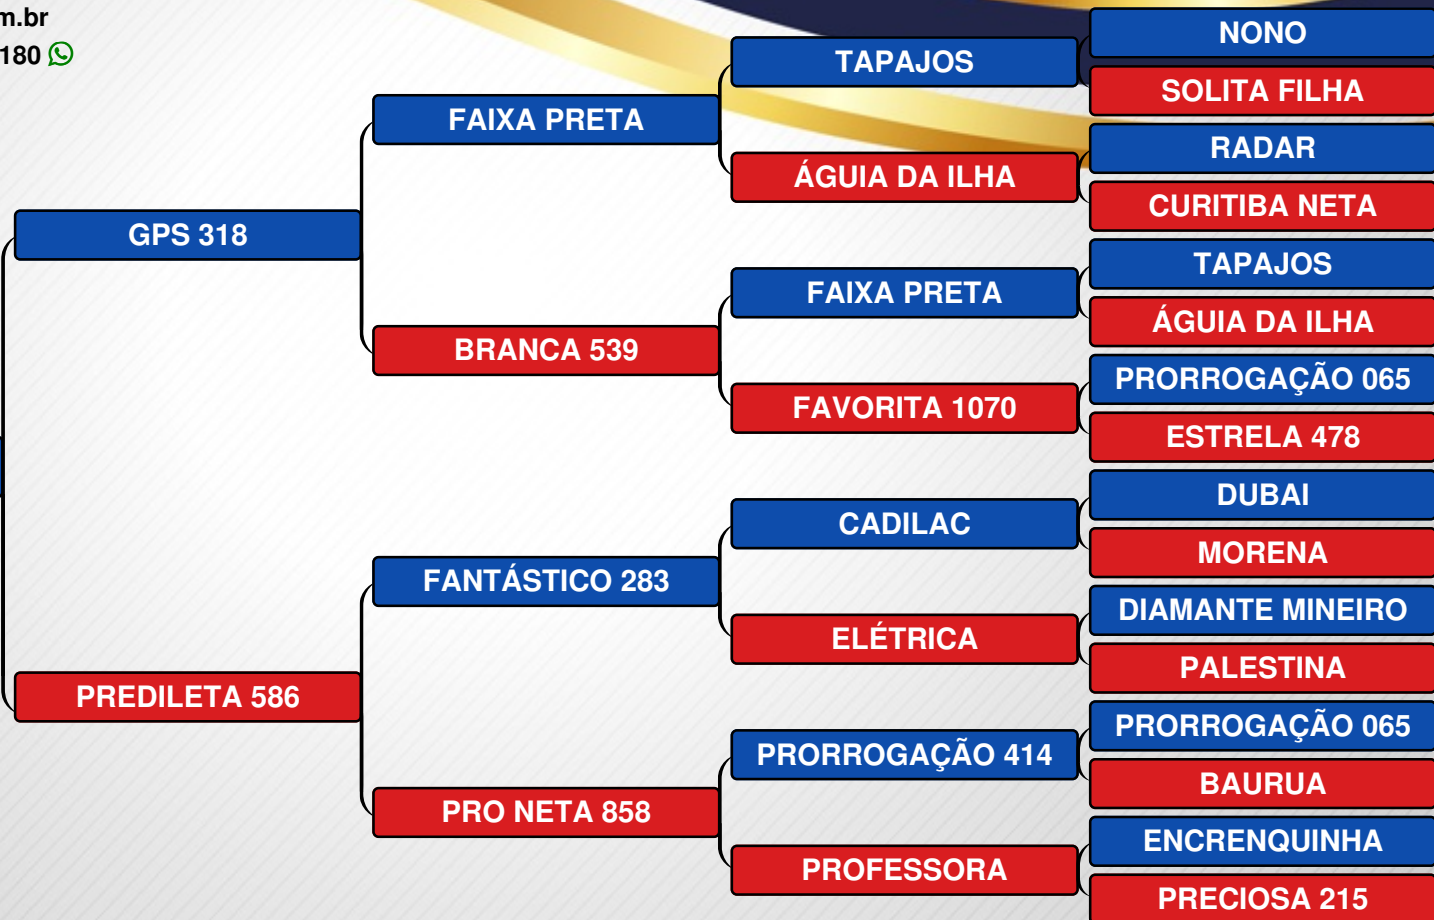 m.br
180
NONO
TAPAJOS
SOLITA FILHA
FAIXA PRETA
RADAR
ÁGUIA DA ILHA
CURITIBA NETA
GPS 318
TAPAJOS
FAIXA PRETA
ÁGUIA DA ILHA
BRANCA 539
PRORROGAÇÃO 065
FAVORITA 1070
ESTRELA 478
DUBAI
CADILAC
MORENA
FANTÁSTICO 283
DIAMANTE MINEIRO
ELÉTRICA
PALESTINA
PREDILETA 586
PRORROGAÇÃO 065
PRORROGAÇÃO 414
BAURUA
PRO NETA 858
ENCRENQUINHA
PROFESSORA
PRECIOSA 215